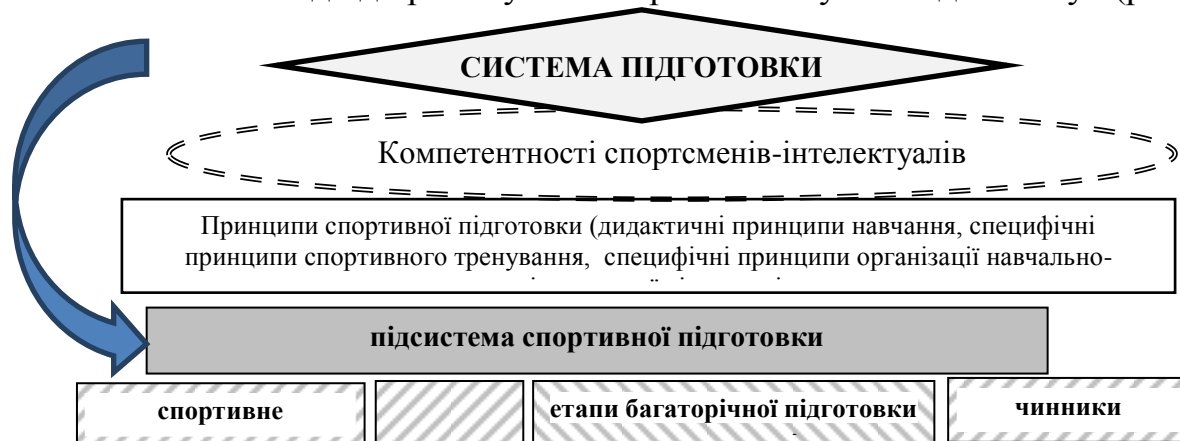 СИСТЕМА ПІДГОТОВКИ
Компетентності спортсменів-інтелектуалів
Принципи спортивної підготовки (дидактичні принципи навчання, специфічні
принципи спортивного тренування, специфічні принципи організації навчально-
підсистема спортивної підготовки
спортивне
етапи багаторічної підготовки
чинники